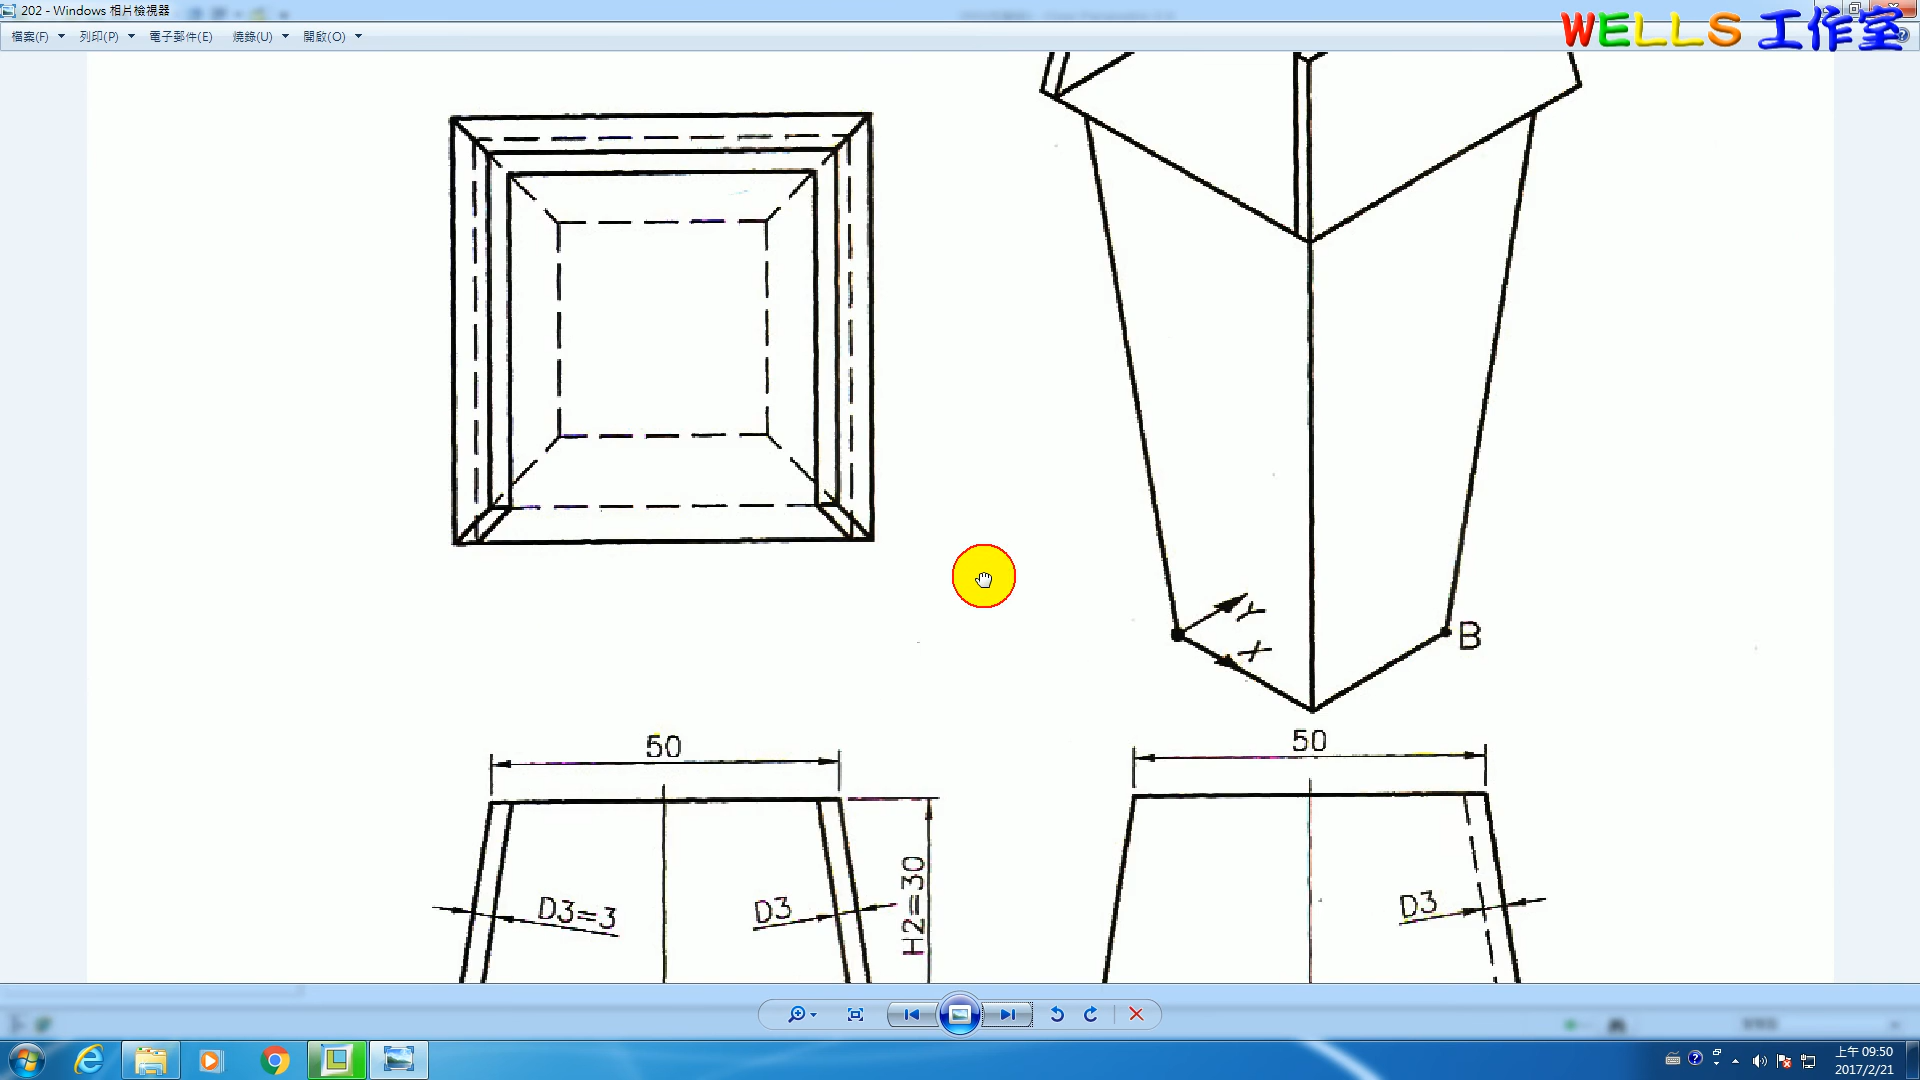 202 - Windows 相片檢視器
WELLS 工作室
檔案(F) 列印(P) 電子郵件(E) 燒錄(U) 開啟(O)
Y
X
B
50
50
D3=3
D3
H2=30
D3
上午 09:50
2017/2/21